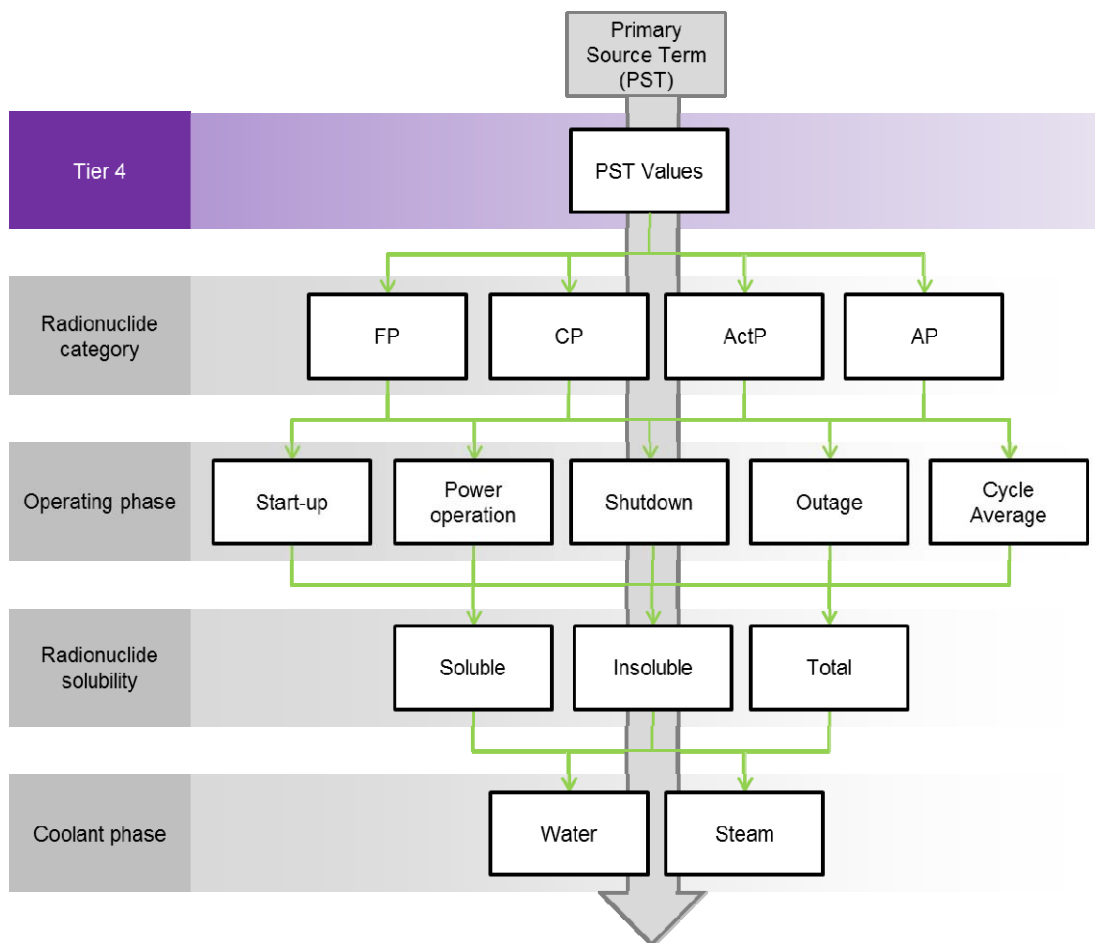 Primary
Source Term
(PST)
Tier 4
PST Values
Radionuclide
category
FP
CP
ActP
AP
Operating phase
Start-up
Power
operation
Shutdown
Outage
Cycle
Average
Radionuclide
solubility
Soluble
Insoluble
Total
Coolant phase
Water
Steam